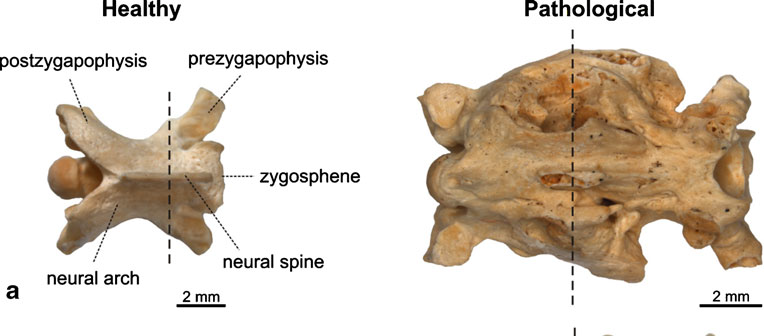 Healthy
Pathological
postzygapophysis
prezygapophysis
zygosphene
neural spine
neural arch
a
2 mm
2 mm